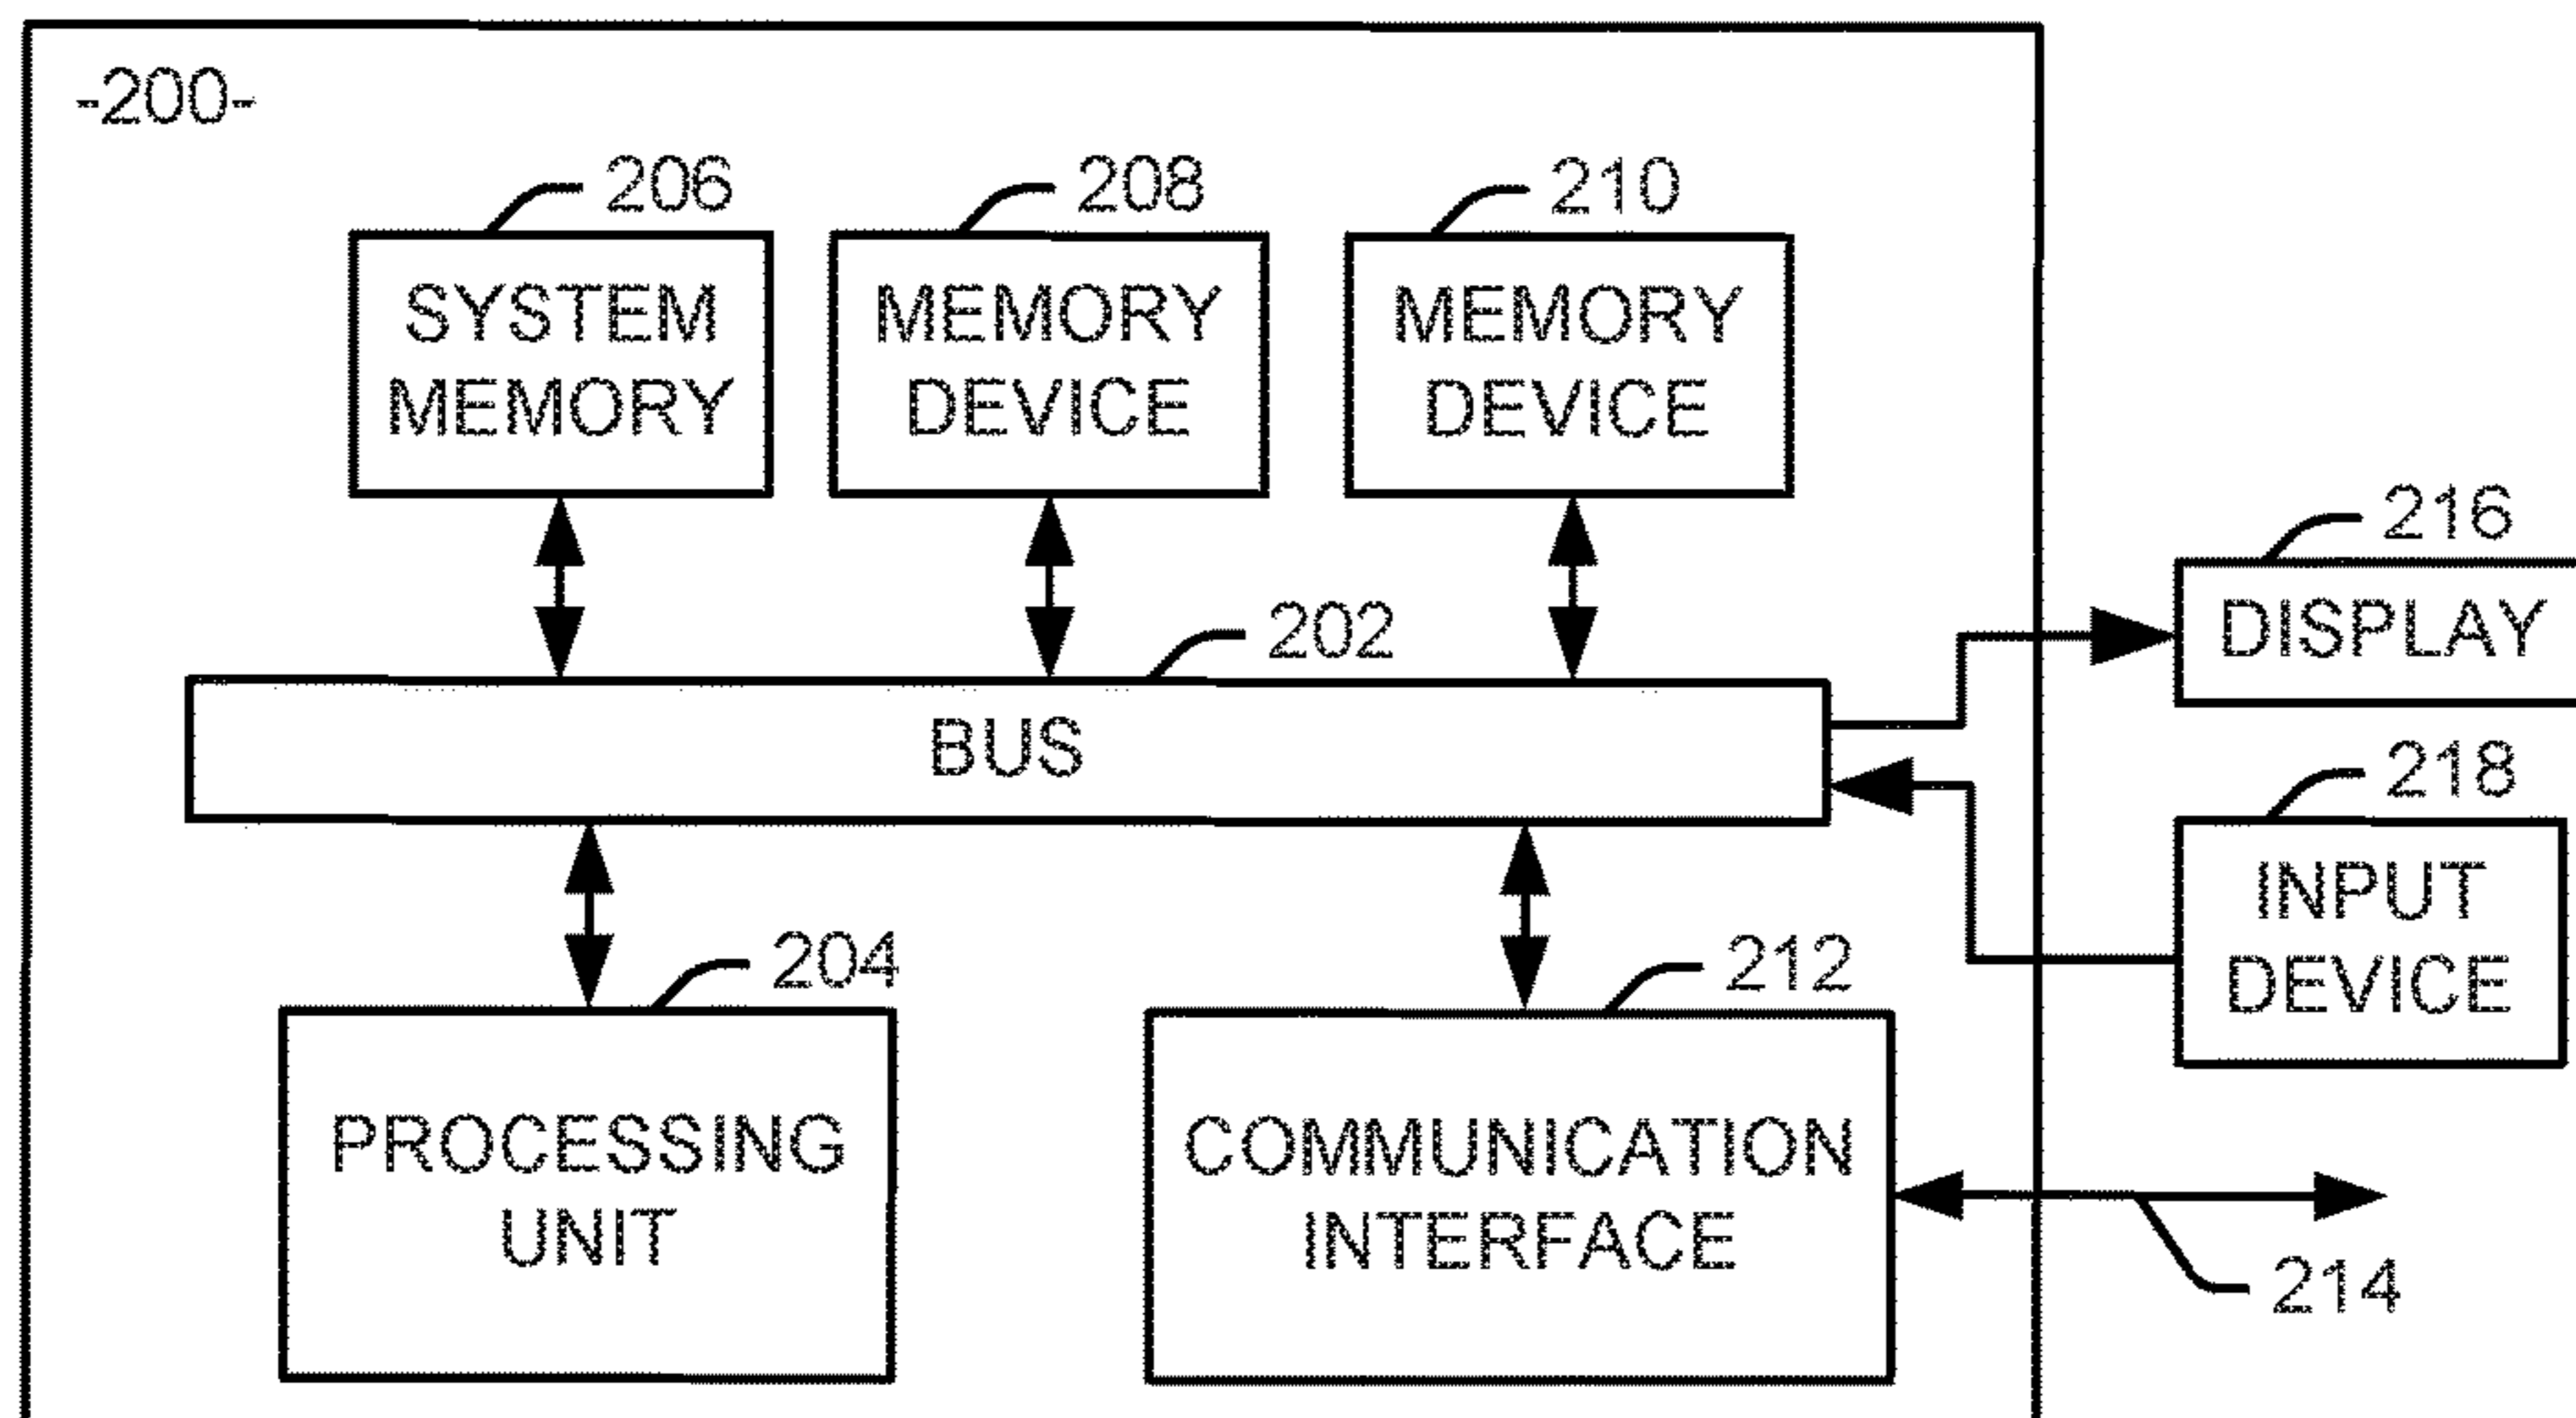 -200-
206
208
210
SYSTEM
MEMORY
MEMORY
DEVICE
MEMORY
DEVICE
216
DISPLAY
202
BUS
218
INPUT
DEVICE
204
212
PROCESSING
UNIT
COMMUNICATION
INTERFACE
214